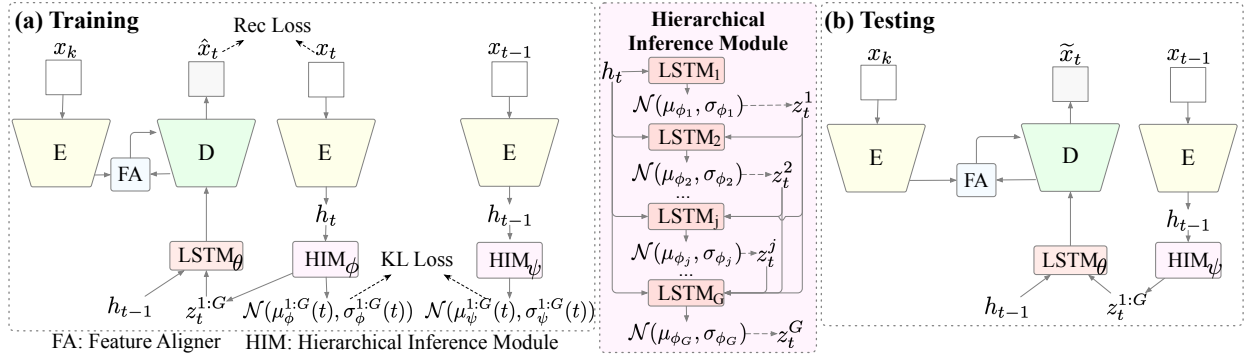 (a) Training
Rec Loss
x_k
x̂_t
x_t
x_{t-1}
E
D
E
E
FA
h_t
h_{t-1}
LSTM_θ
HIM_ϕ
KL Loss
HIM_ψ
h_{t-1}
z_t^{1:G}
𝒩(μ_ϕ^{1:G}(t), σ_ϕ^{1:G}(t))
𝒩(μ_ψ^{1:G}(t), σ_ψ^{1:G}(t))
FA: Feature Aligner
HIM: Hierarchical Inference Module
Hierarchical
Inference Module
h_t
LSTM_1
𝒩(μ_{ϕ_1}, σ_{ϕ_1})
z_t^1
LSTM_2
𝒩(μ_{ϕ_2}, σ_{ϕ_2})
z_t^2
...
LSTM_j
𝒩(μ_{ϕ_j}, σ_{ϕ_j})
z_t^j
...
LSTM_G
𝒩(μ_{ϕ_G}, σ_{ϕ_G})
z_t^G
(b) Testing
x_k
x̃_t
x_{t-1}
E
D
E
FA
h_{t-1}
LSTM_θ
HIM_ψ
h_{t-1}
z_t^{1:G}